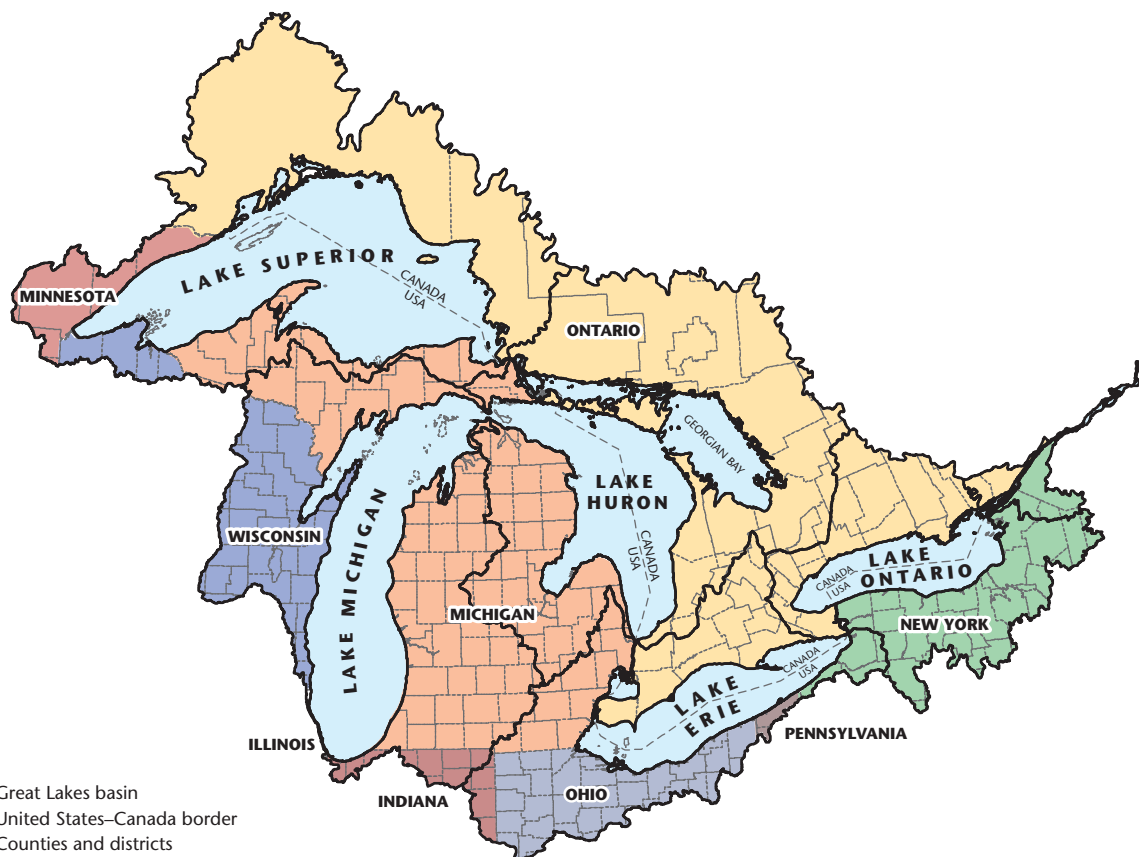 LAKE SUPERIOR
CANADA
USA
MINNESOTA
ONTARIO
GEORGIAN BAY
LAKE
HURON
CANADA
USA
WISCONSIN
LAKE MICHIGAN
MICHIGAN
LAKE
ONTARIO
CANADA
USA
NEW YORK
CANADA
USA
LAKE
ERIE
PENNSYLVANIA
ILLINOIS
INDIANA
OHIO
Great Lakes basin
United States–Canada border
Counties and districts